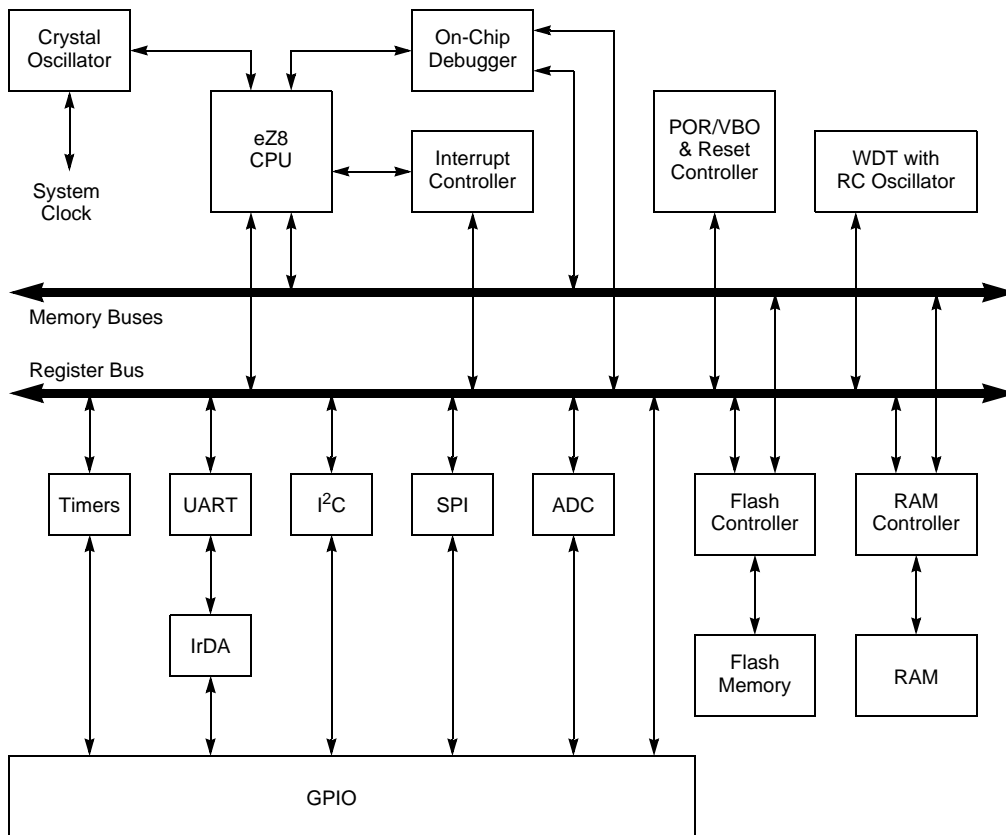 Crystal
Oscillator
On-Chip
Debugger
eZ8
CPU
Interrupt
Controller
POR/VBO
& Reset
Controller
WDT with
RC Oscillator
System
Clock
Memory Buses
Register Bus
Timers
UART
I²C
SPI
ADC
Flash
Controller
RAM
Controller
IrDA
Flash
Memory
RAM
GPIO